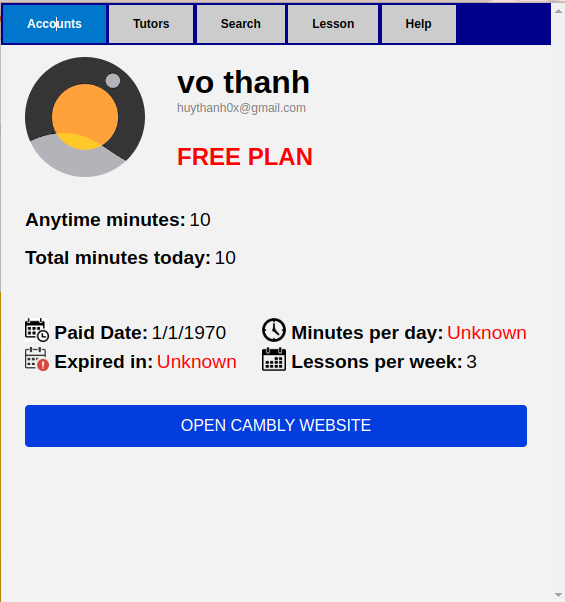 Accounts Tutors Search Lesson Help
vo thanh
huythanh0x@gmail.com
FREE PLAN
Anytime minutes: 10
Total minutes today: 10
Paid Date: 1/1/1970 Minutes per day: Unknown
Expired in: Unknown Lessons per week: 3
OPEN CAMBLY WEBSITE